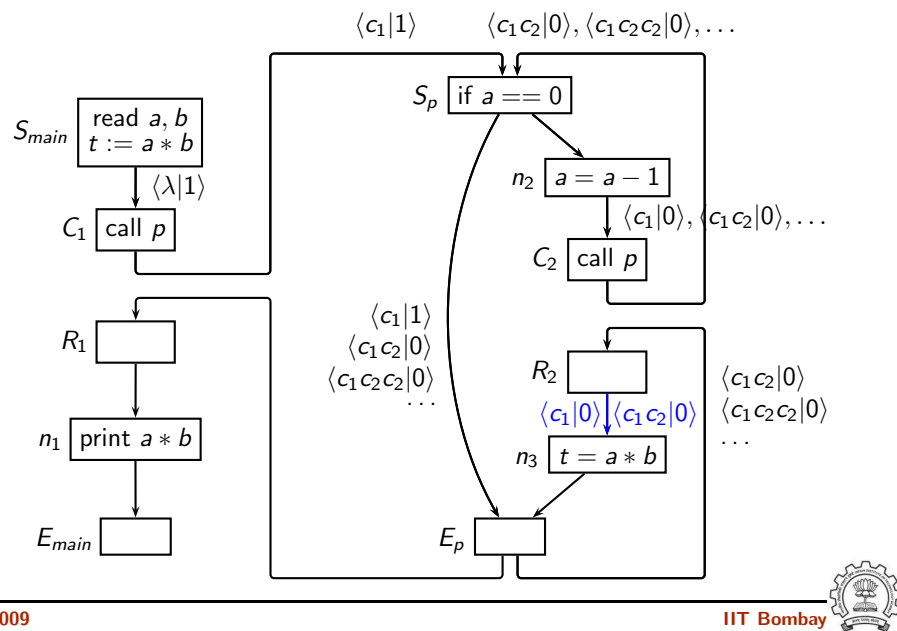 ⟨c₁|1⟩
⟨c₁c₂|0⟩, ⟨c₁c₂c₂|0⟩, . . .
S_p
if a == 0
S_main
read a, b
t := a ∗ b
n₂
a = a − 1
⟨λ|1⟩
⟨c₁|0⟩, ⟨c₁c₂|0⟩, . . .
C₁
call p
C₂
call p
⟨c₁|1⟩
⟨c₁c₂|0⟩
⟨c₁c₂c₂|0⟩
. . .
R₁
R₂
⟨c₁c₂|0⟩
⟨c₁c₂c₂|0⟩
. . .
⟨c₁|0⟩
⟨c₁c₂|0⟩
n₁
print a ∗ b
n₃
t = a ∗ b
E_main
E_p
009
IIT Bombay